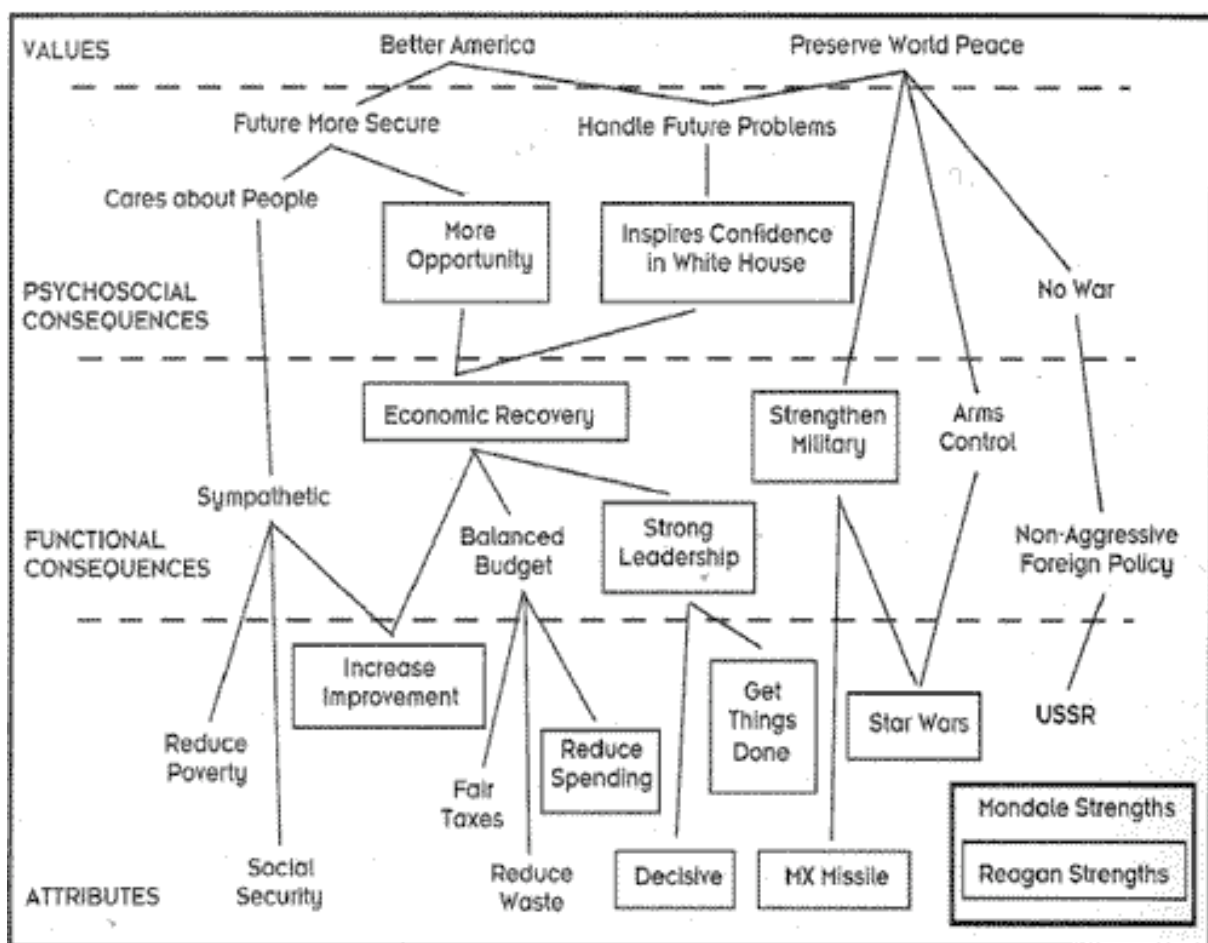 VALUES
Better America
Preserve World Peace
Future More Secure
Handle Future Problems
Cares about People
More
Opportunity
Inspires Confidence
in White House
No War
PSYCHOSOCIAL
CONSEQUENCES
Economic Recovery
Strengthen
Military
Arms
Control
Sympathetic
Balanced
Budget
Strong
Leadership
Non-Aggressive
Foreign Policy
FUNCTIONAL
CONSEQUENCES
Increase
Improvement
Get
Things
Done
Star Wars
USSR
Reduce
Poverty
Fair
Taxes
Reduce
Spending
Social
Security
Reduce
Waste
Decisive
MX Missile
ATTRIBUTES
Mondale Strengths
Reagan Strengths